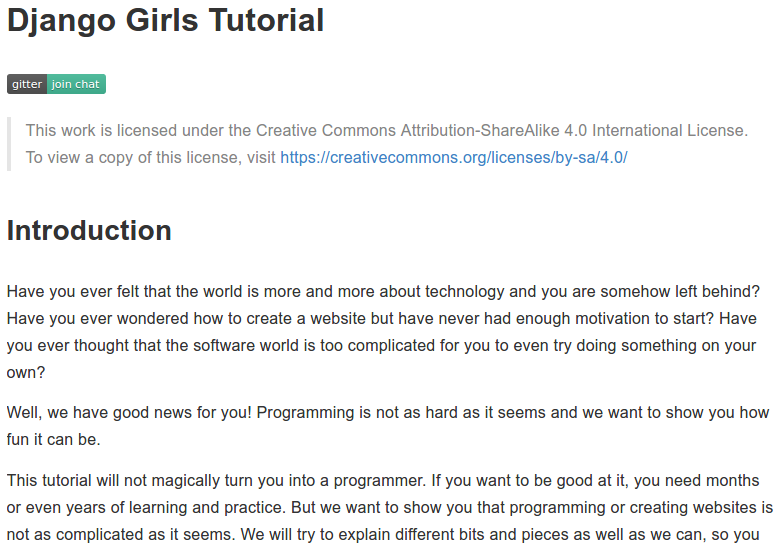 Django Girls Tutorial
gitter join chat
This work is licensed under the Creative Commons Attribution-ShareAlike 4.0 International License.
To view a copy of this license, visit https://creativecommons.org/licenses/by-sa/4.0/
Introduction
Have you ever felt that the world is more and more about technology and you are somehow left behind?
Have you ever wondered how to create a website but have never had enough motivation to start? Have
you ever thought that the software world is too complicated for you to even try doing something on your
own?
Well, we have good news for you! Programming is not as hard as it seems and we want to show you how
fun it can be.
This tutorial will not magically turn you into a programmer. If you want to be good at it, you need months
or even years of learning and practice. But we want to show you that programming or creating websites is
not as complicated as it seems. We will try to explain different bits and pieces as well as we can, so you